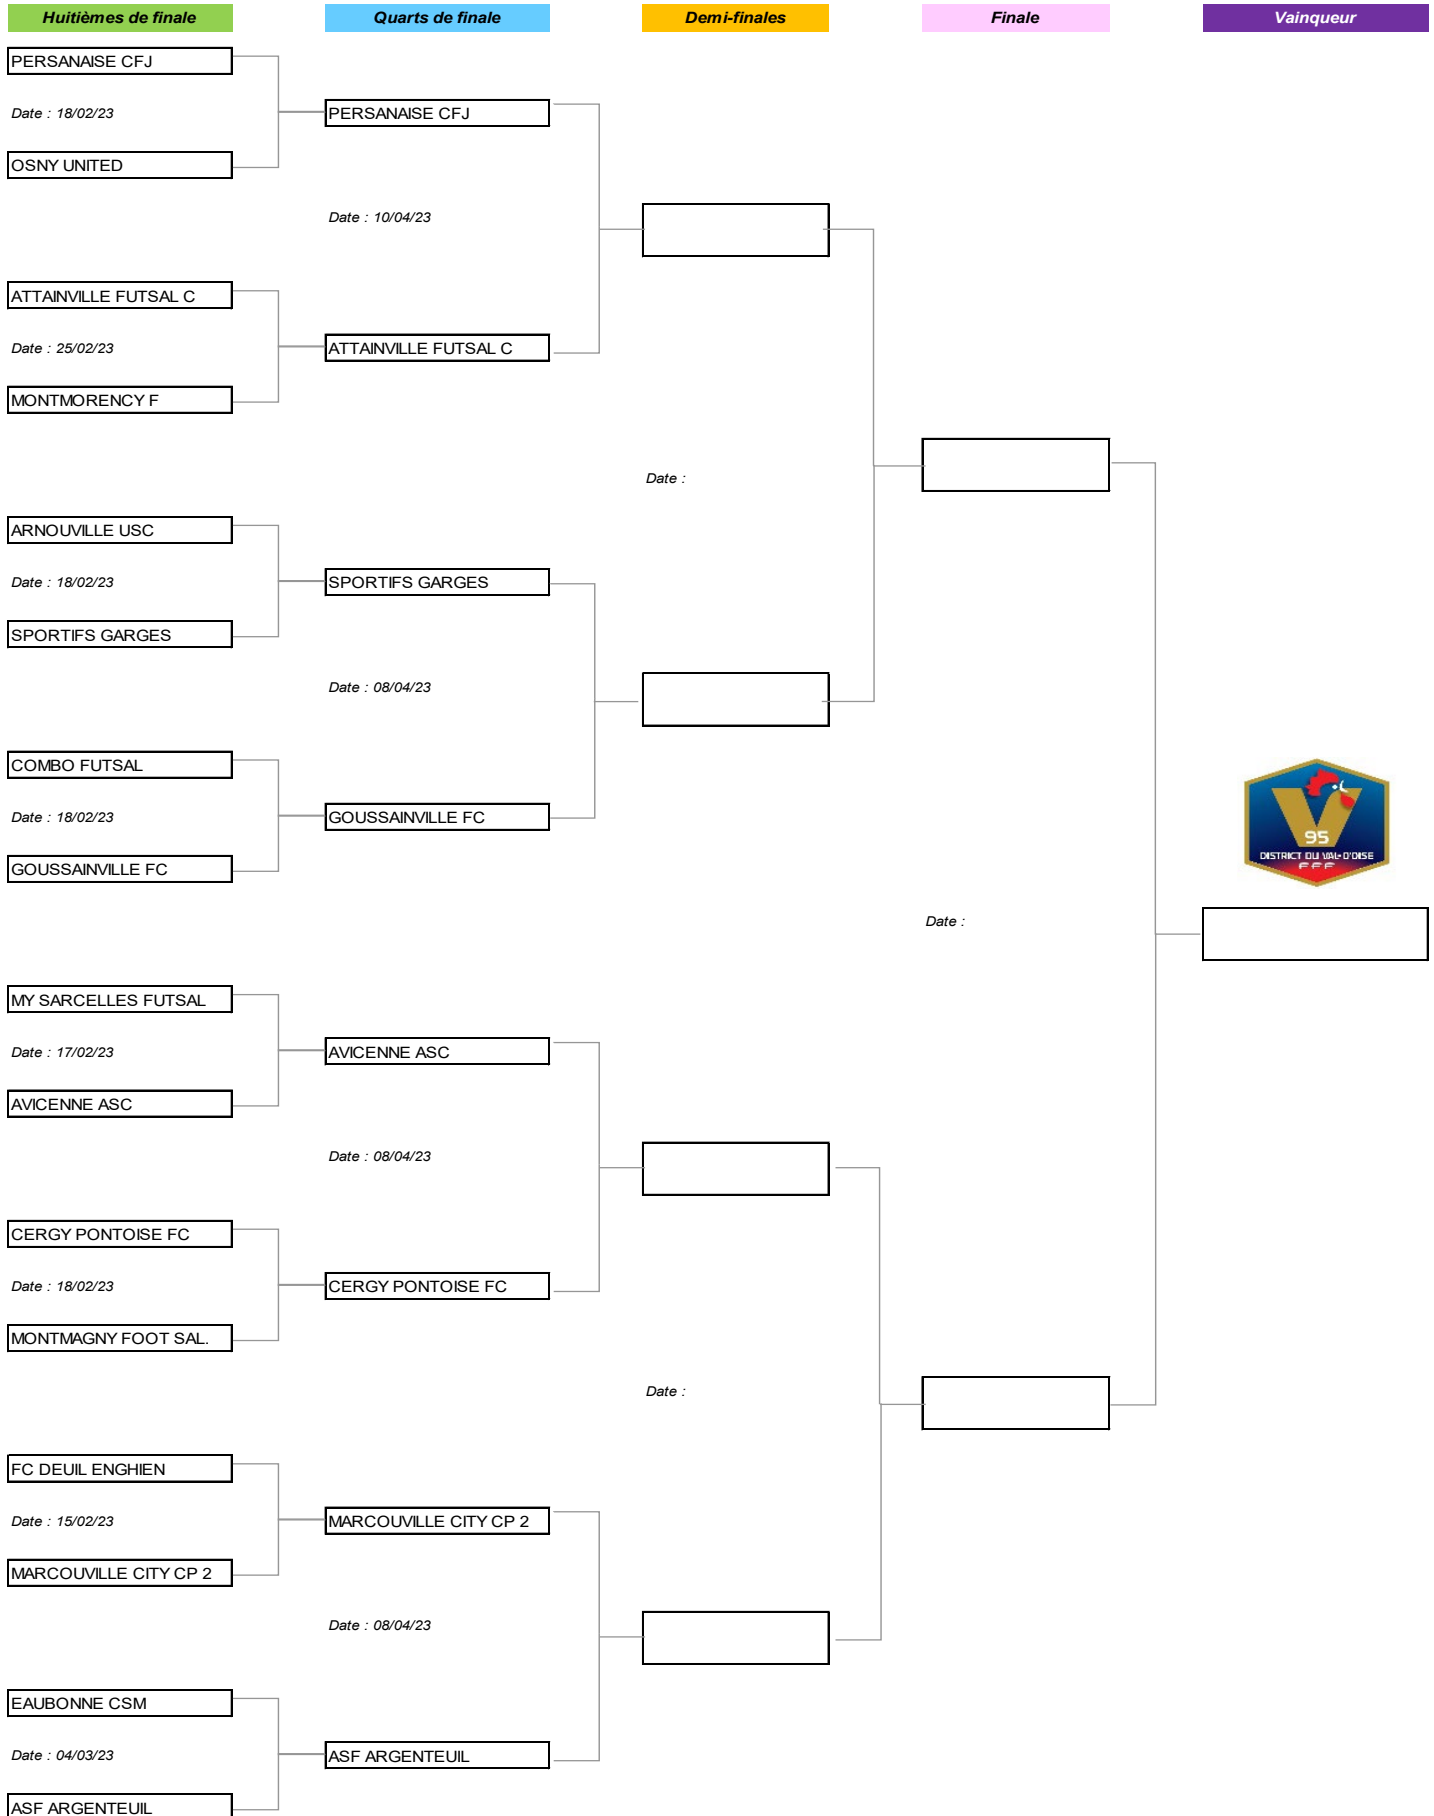 Huitièmes de finale
Quarts de finale
Demi-finales
Finale
Vainqueur
PERSANAISE CFJ
Date : 18/02/23
PERSANAISE CFJ
OSNY UNITED
Date : 10/04/23
ATTAINVILLE FUTSAL C
Date : 25/02/23
ATTAINVILLE FUTSAL C
MONTMORENCY F
Date :
ARNOUVILLE USC
Date : 18/02/23
SPORTIFS GARGES
SPORTIFS GARGES
Date : 08/04/23
COMBO FUTSAL
Date : 18/02/23
GOUSSAINVILLE FC
GOUSSAINVILLE FC
95
DISTRICT DU VAL-D'OISE
FFF
Date :
MY SARCELLES FUTSAL
Date : 17/02/23
AVICENNE ASC
AVICENNE ASC
Date : 08/04/23
CERGY PONTOISE FC
Date : 18/02/23
CERGY PONTOISE FC
MONTMAGNY FOOT SAL.
Date :
FC DEUIL ENGHIEN
Date : 15/02/23
MARCOUVILLE CITY CP 2
MARCOUVILLE CITY CP 2
Date : 08/04/23
EAUBONNE CSM
Date : 04/03/23
ASF ARGENTEUIL
ASF ARGENTEUIL